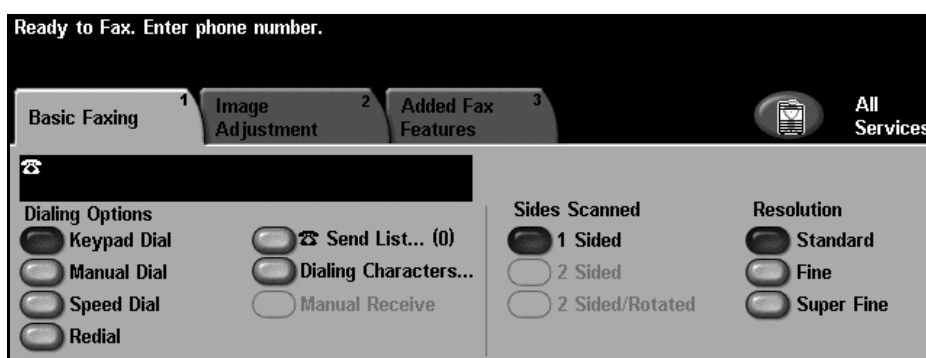 Ready to Fax. Enter phone number.
Basic Faxing 1
Image Adjustment 2
Added Fax Features 3
All Services
Dialing Options
Keypad Dial
Manual Dial
Speed Dial
Redial
Send List... (0)
Dialing Characters...
Manual Receive
Sides Scanned
1 Sided
2 Sided
2 Sided/Rotated
Resolution
Standard
Fine
Super Fine